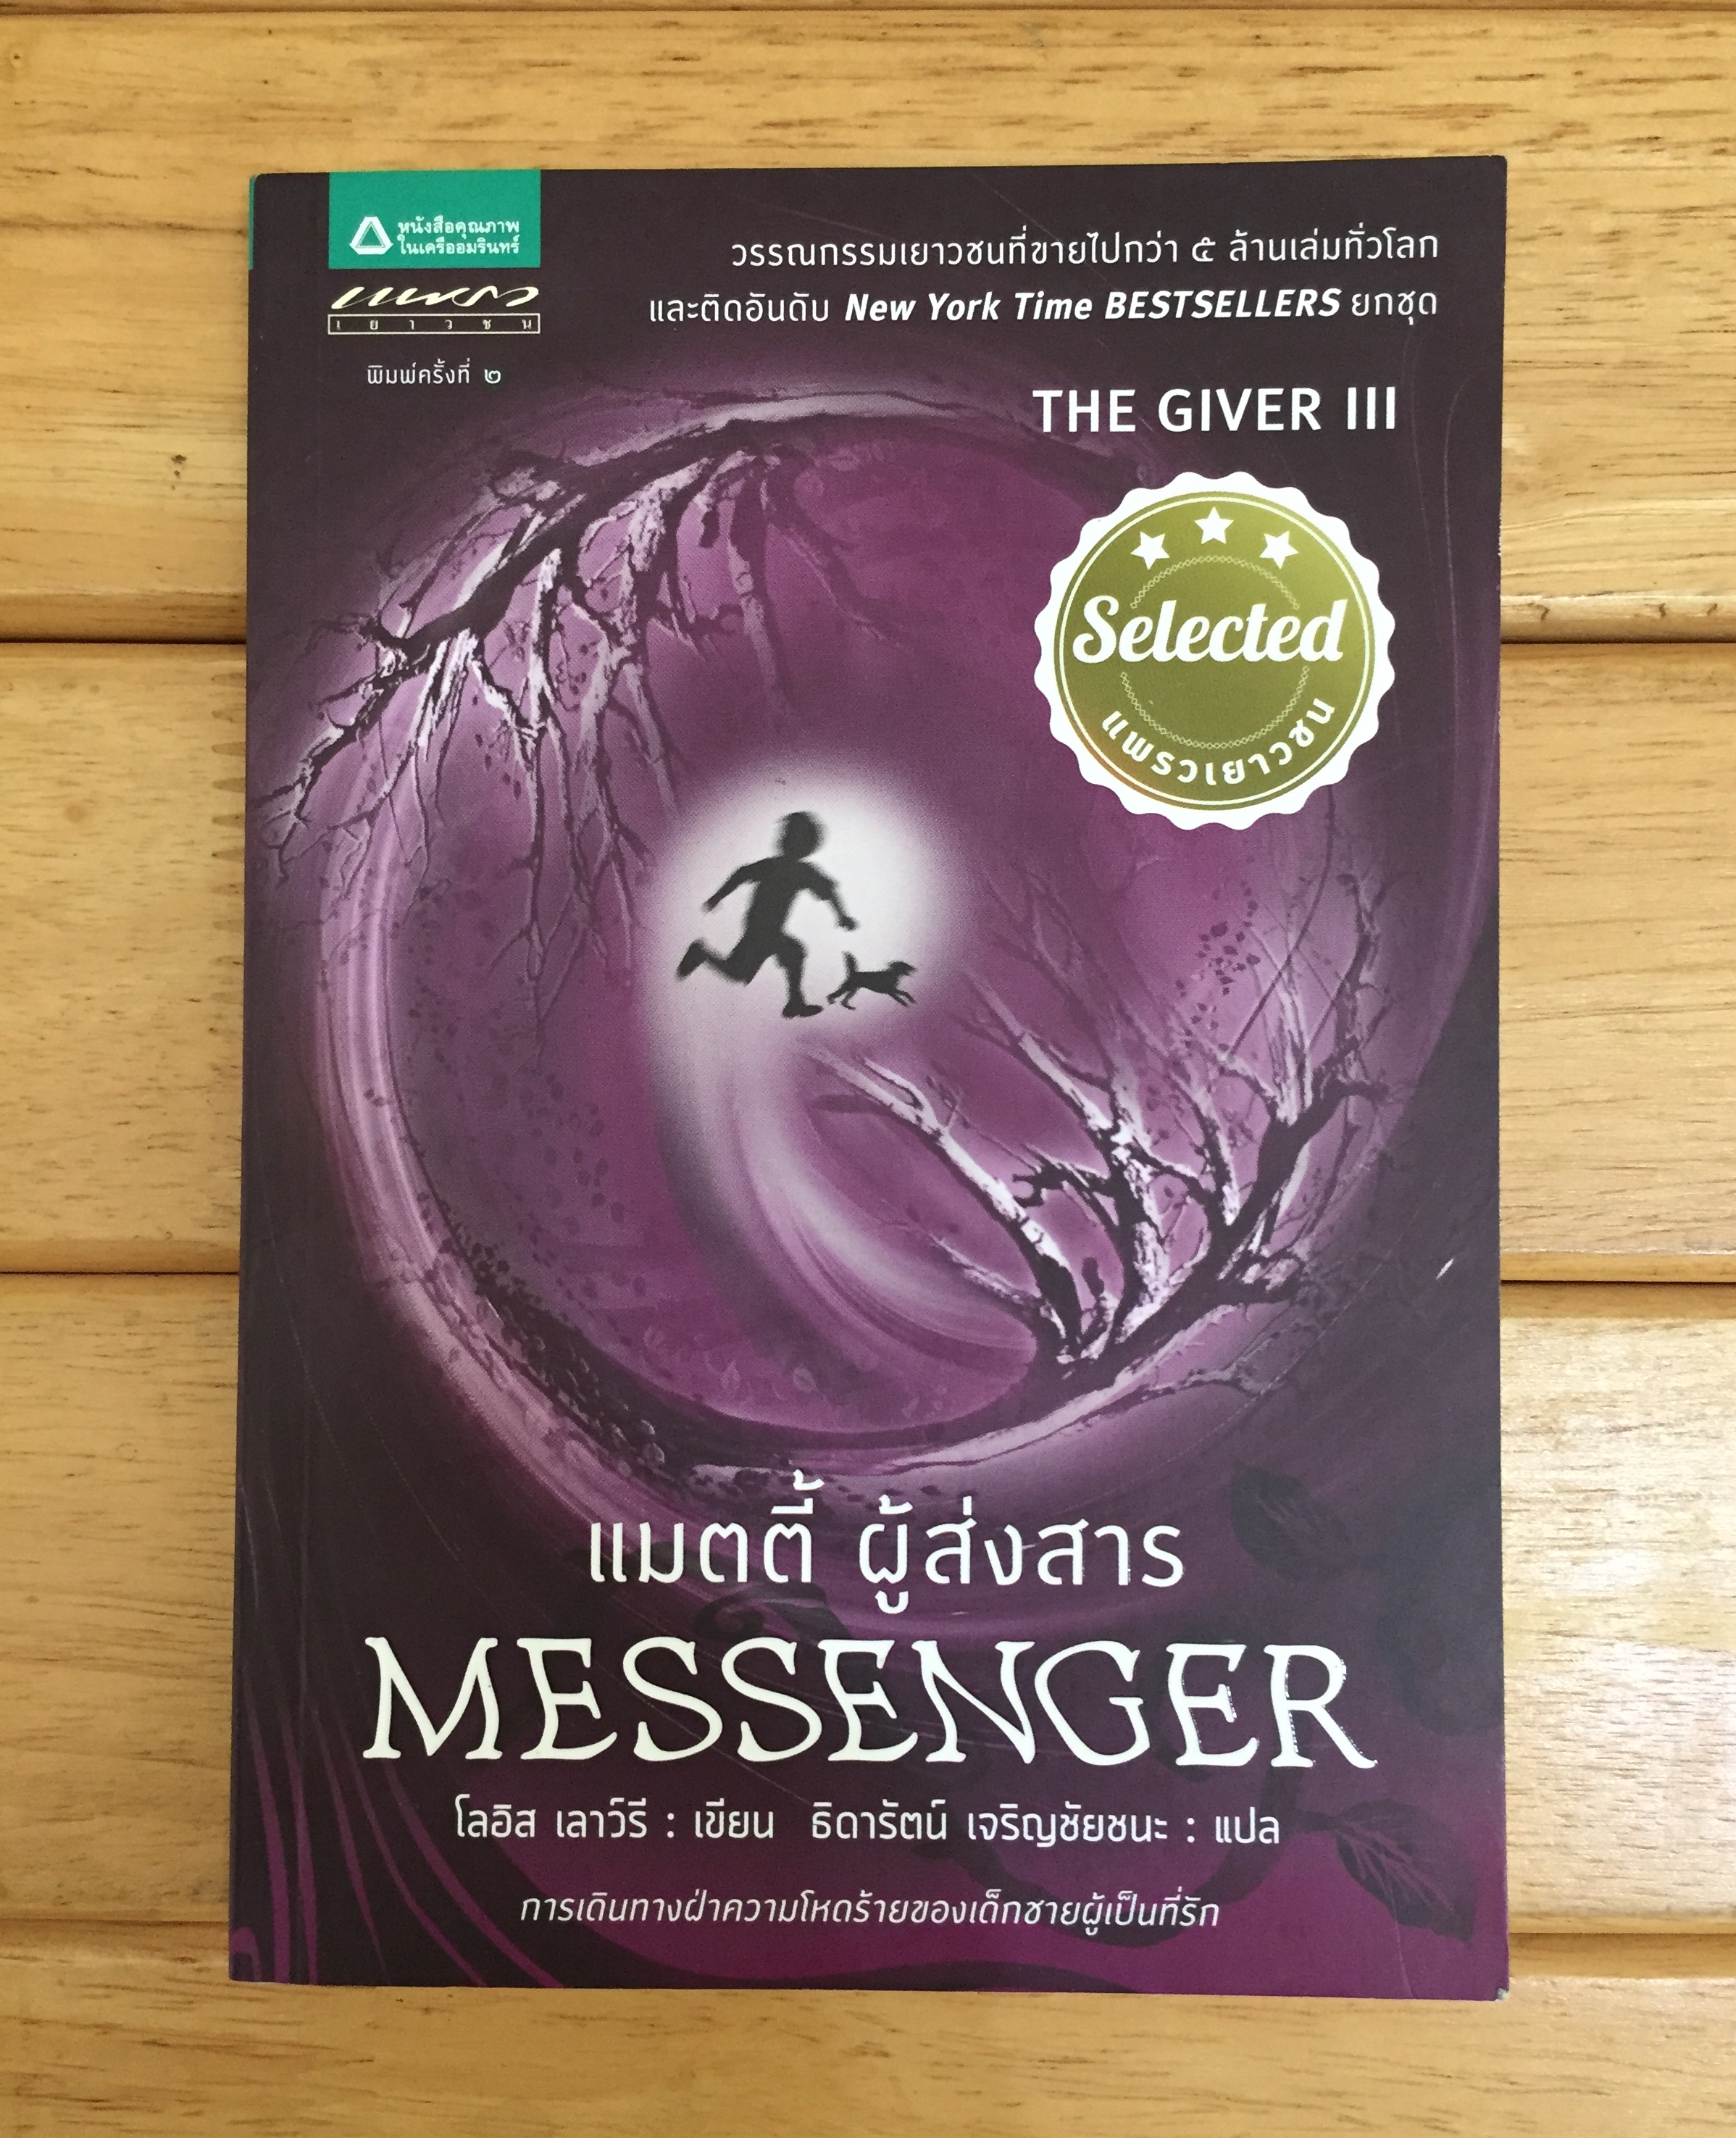 หนังสือคุณภาพ
ในเครืออมรินทร์
แพรว
เยาวชน
พิมพ์ครั้งที่ ๒
วรรณกรรมเยาวชนที่ขายไปกว่า ๕ ล้านเล่มทั่วโลก
และติดอันดับ New York Time BESTSELLERS ยกชุด
THE GIVER III
Selected
แพรวเยาวชน
แมตตี้ ผู้ส่งสาร
MESSENGER
โลอิส เลาว์รี : เขียน ธิดารัตน์ เจริญชัยชนะ : แปล
การเดินทางฝ่าความโหดร้ายของเด็กชายผู้เป็นที่รัก